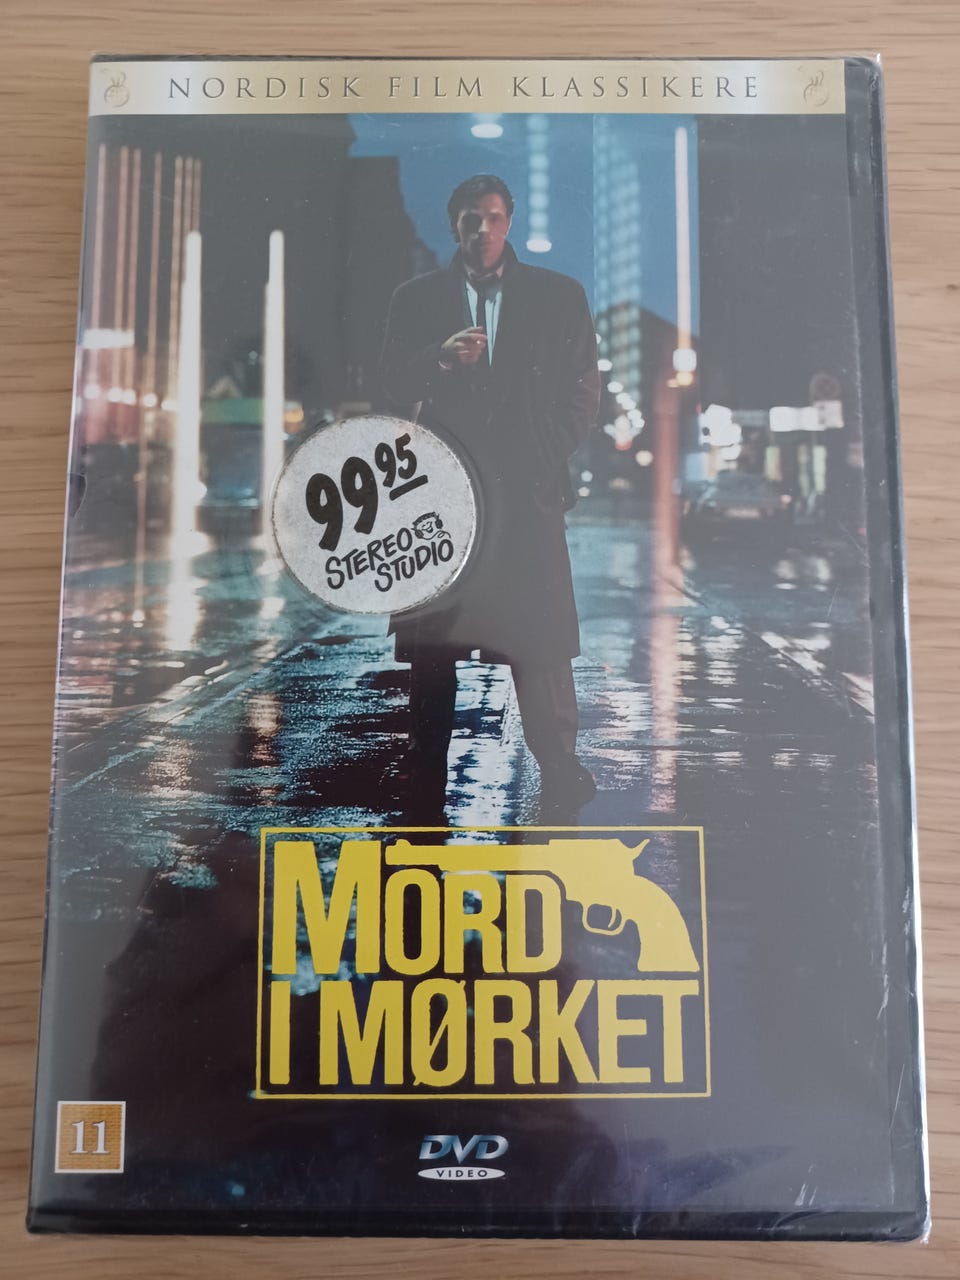 NORDISK FILM KLASSIKERE
99 95
STEREO
STUDIO
MORD
I MØRKET
11
DVD
VIDEO